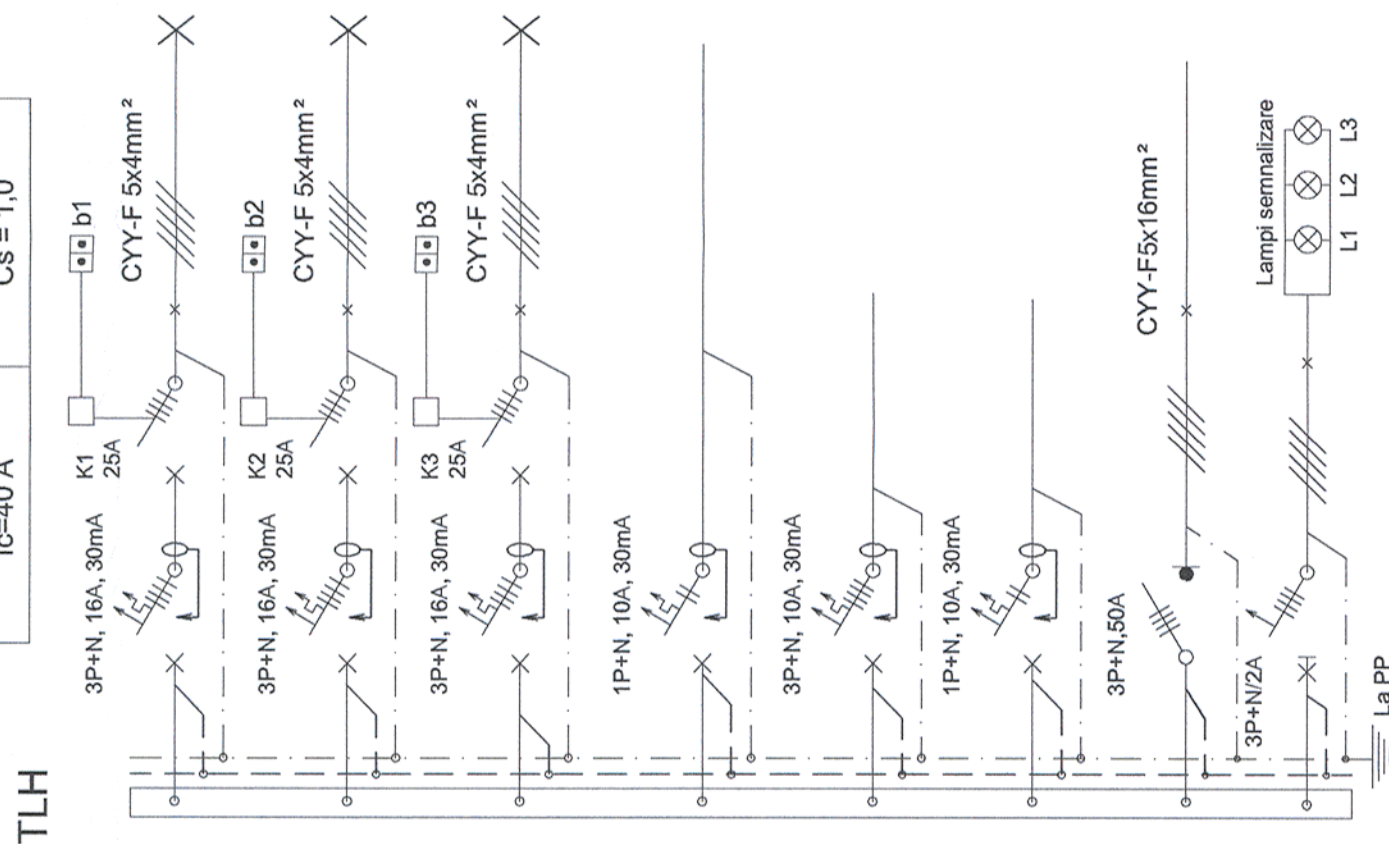 TLH
Ic=40 A
Cs = 1,0
3P+N, 16A, 30mA
K1
25A
b1
CYY-F 5x4mm²
3P+N, 16A, 30mA
K2
25A
b2
CYY-F 5x4mm²
3P+N, 16A, 30mA
K3
25A
b3
CYY-F 5x4mm²
1P+N, 10A, 30mA
3P+N, 10A, 30mA
1P+N, 10A, 30mA
3P+N,50A
CYY-F5x16mm²
3P+N/2A
Lampi semnalizare
L1
L2
L3
La PP